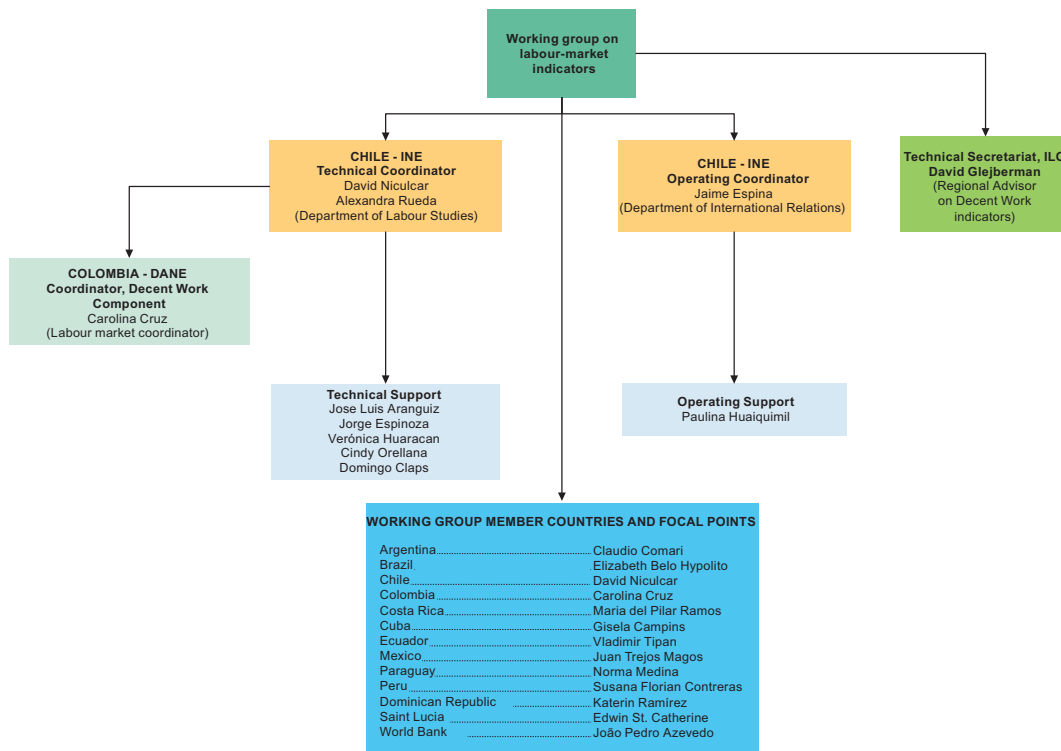 Working group on
labour-market
indicators
CHILE - INE
Technical Coordinator
David Niculcar
Alexandra Rueda
(Department of Labour Studies)
CHILE - INE
Operating Coordinator
Jaime Espina
(Department of International Relations)
Technical Secretariat, ILO
David Glejberman
(Regional Advisor
on Decent Work
indicators)
COLOMBIA - DANE
Coordinator, Decent Work
Component
Carolina Cruz
(Labour market coordinator)
Technical Support
Jose Luis Aranguiz
Jorge Espinoza
Verónica Huaracan
Cindy Orellana
Domingo Claps
Operating Support
Paulina Huaiquimil
WORKING GROUP MEMBER COUNTRIES AND FOCAL POINTS
Argentina Claudio Comari
Brazil Elizabeth Belo Hypolito
Chile David Niculcar
Colombia Carolina Cruz
Costa Rica Maria del Pilar Ramos
Cuba Gisela Campins
Ecuador Vladimir Tipan
Mexico Juan Trejos Magos
Paraguay Norma Medina
Peru Susana Florian Contreras
Dominican Republic Katerin Ramírez
Saint Lucia Edwin St. Catherine
World Bank João Pedro Azevedo